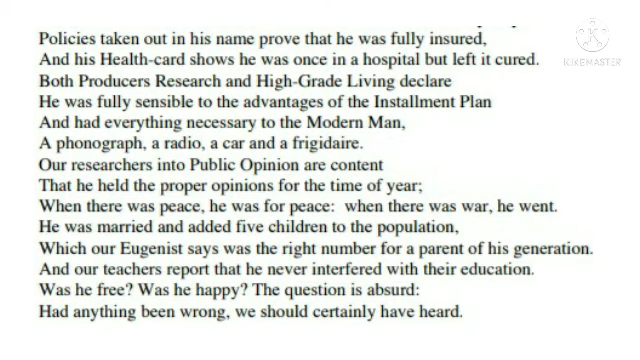 Policies taken out in his name prove that he was fully insured,
And his Health-card shows he was once in a hospital but left it cured.
Both Producers Research and High-Grade Living declare
He was fully sensible to the advantages of the Installment Plan
And had everything necessary to the Modern Man,
A phonograph, a radio, a car and a frigidaire.
Our researchers into Public Opinion are content
That he held the proper opinions for the time of year;
When there was peace, he was for peace: when there was war, he went.
He was married and added five children to the population,
Which our Eugenist says was the right number for a parent of his generation.
And our teachers report that he never interfered with their education.
Was he free? Was he happy? The question is absurd:
Had anything been wrong, we should certainly have heard.
KINEMASTER